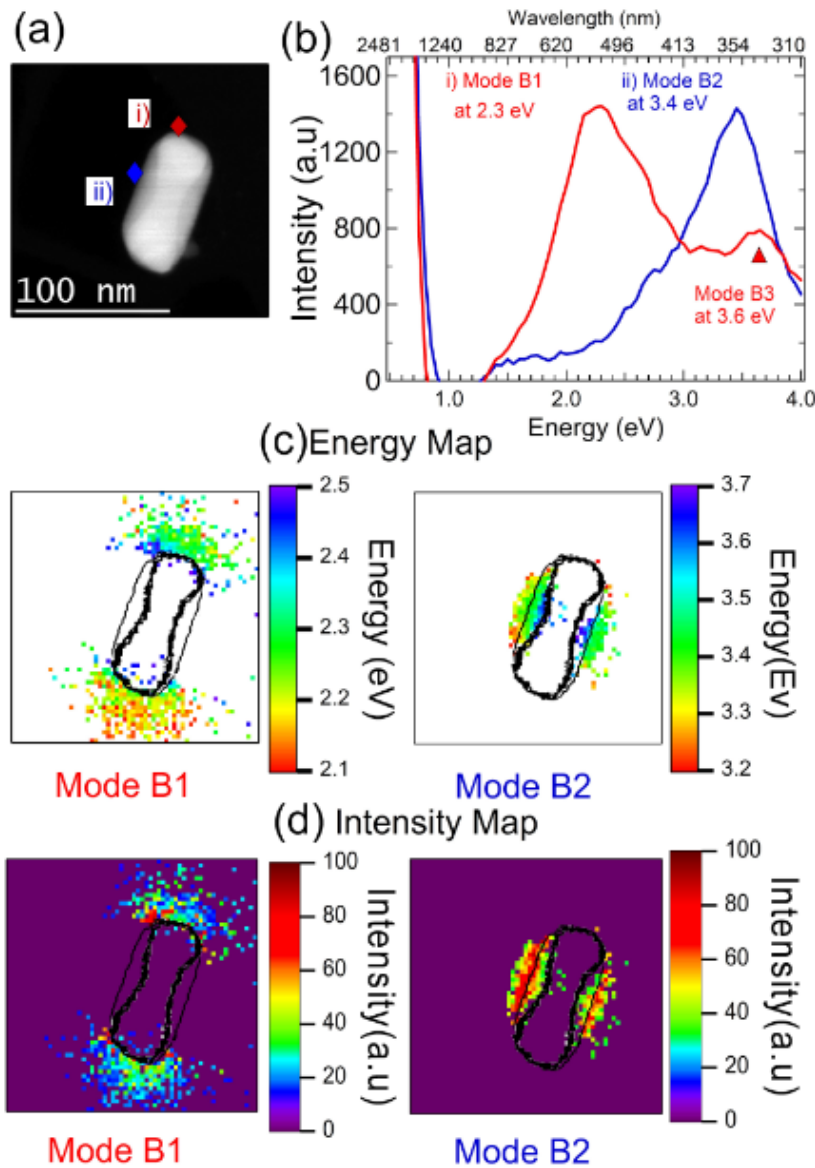 (a)
i)
ii)
100 nm
(b)
Wavelength (nm)
2481 1240 827 620 496 413 354 310
i) Mode B1
at 2.3 eV
ii) Mode B2
at 3.4 eV
Mode B3
at 3.6 eV
Intensity (a.u)
1600
1200
800
400
0
1.0 2.0 3.0 4.0
Energy (eV)
(c) Energy Map
2.5
2.4
2.3
2.2
2.1
Energy (eV)
Mode B1
3.7
3.6
3.5
3.4
3.3
3.2
Energy(Ev)
Mode B2
(d) Intensity Map
100
80
60
40
20
0
Intensity(a.u)
Mode B1
100
80
60
40
20
0
Intensity(a.u)
Mode B2